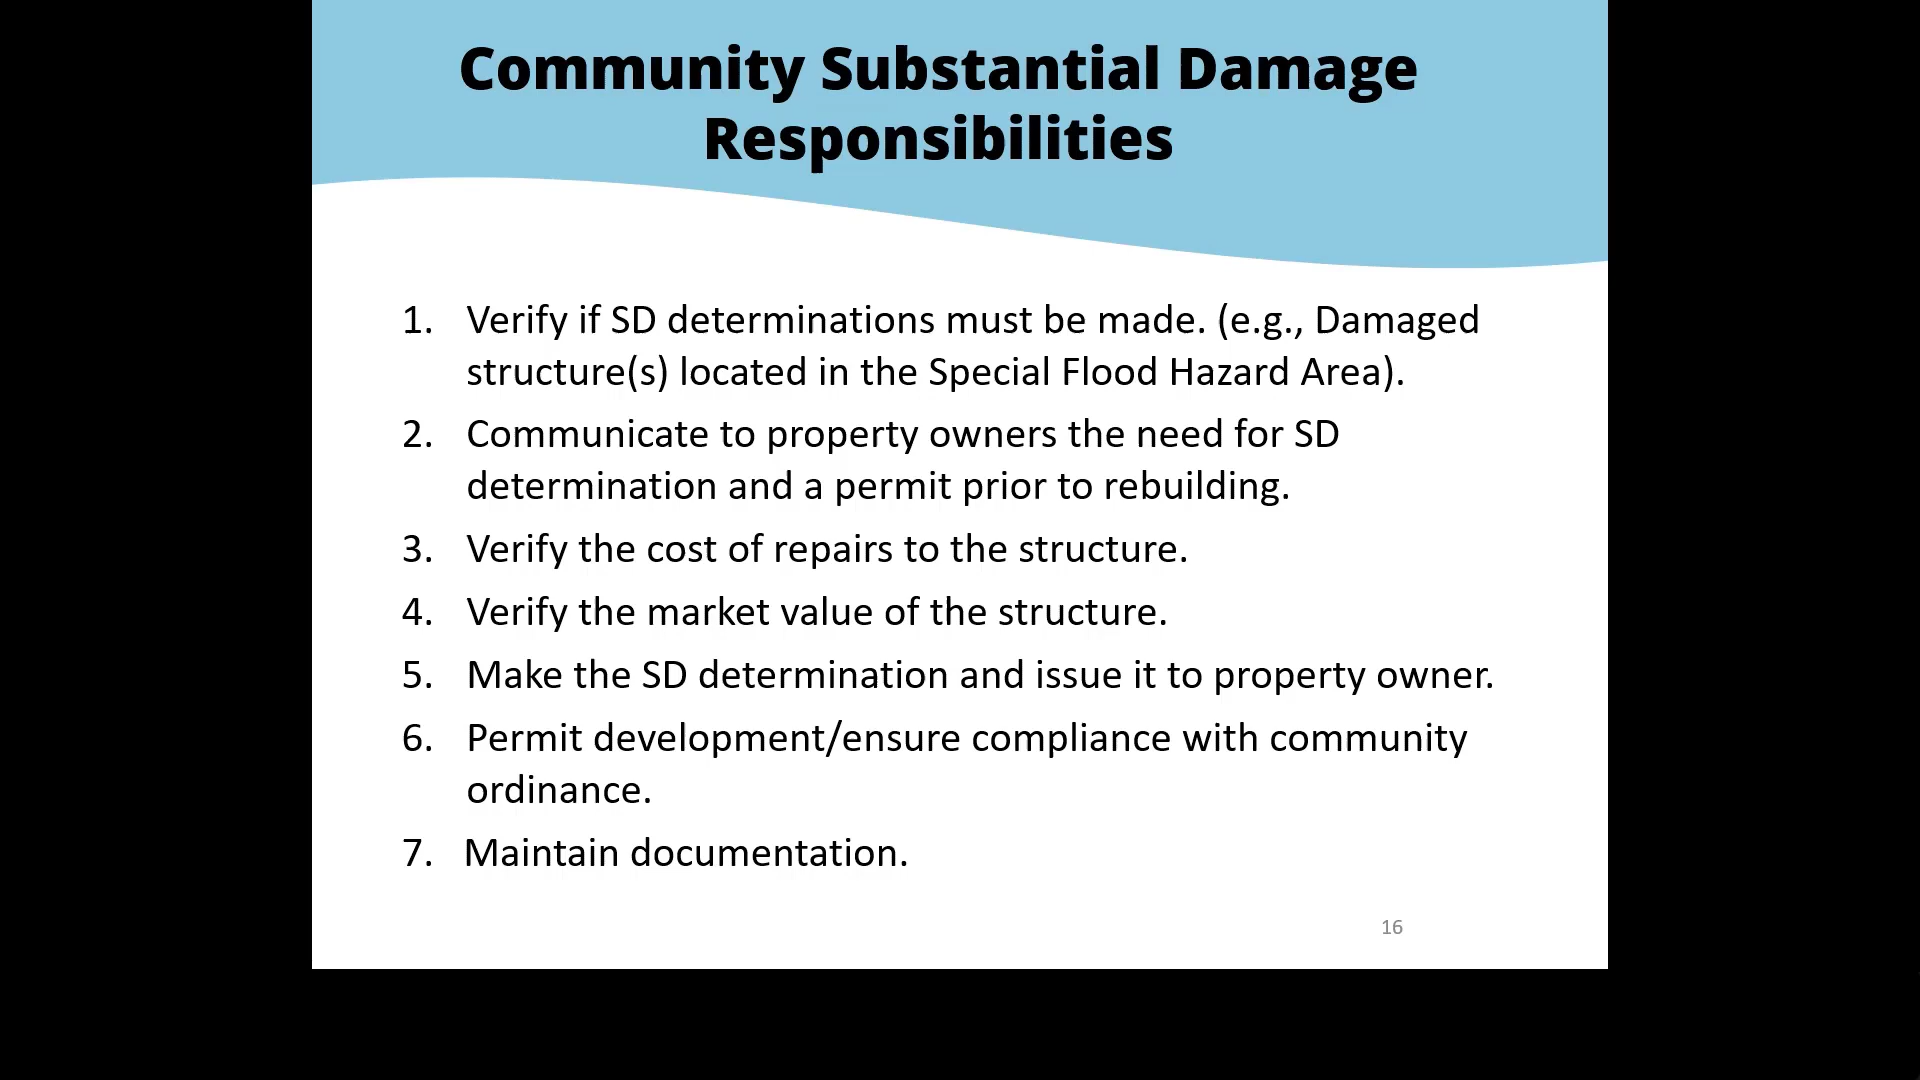 Community Substantial Damage
Responsibilities
1. Verify if SD determinations must be made. (e.g., Damaged
structure(s) located in the Special Flood Hazard Area).
2. Communicate to property owners the need for SD
determination and a permit prior to rebuilding.
3. Verify the cost of repairs to the structure.
4. Verify the market value of the structure.
5. Make the SD determination and issue it to property owner.
6. Permit development/ensure compliance with community
ordinance.
7. Maintain documentation.
16